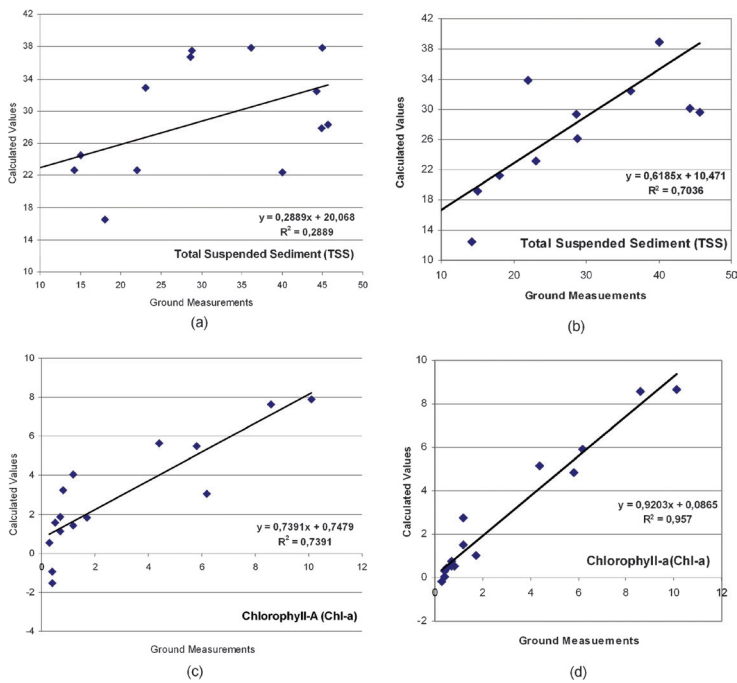 42
38
34
30
26
22
18
14
10
Calculated Values
y = 0,2889x + 20,068
R² = 0,2889
Total Suspended Sediment (TSS)
10 15 20 25 30 35 40 45 50
Ground Measurements
(a)
42
38
34
30
26
22
18
14
10
Calculated Values
y = 0,6185x + 10,471
R² = 0,7036
Total Suspended Sediment (TSS)
10 20 30 40 50
Ground Measuements
(b)
10
8
6
4
2
0
-2
-4
Calculated Values
0 2 4 6 8 10 12
y = 0,7391x + 0,7479
R² = 0,7391
Chlorophyll-A (Chl-a)
Ground Measurements
(c)
10
8
6
4
2
0
-2
Calculated Values
y = 0,9203x + 0,0865
R² = 0,957
Chlorophyll-a(Chl-a)
0 2 4 6 8 10 12
Ground Measuements
(d)